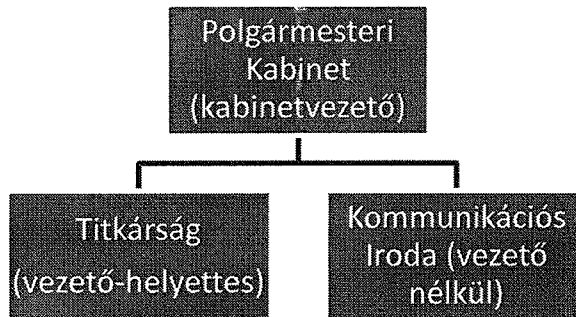 Polgármesteri
Kabinet
(kabinetvezető)
Titkárság
(vezető-helyettes)
Kommunikációs
Iroda (vezető
nélkül)